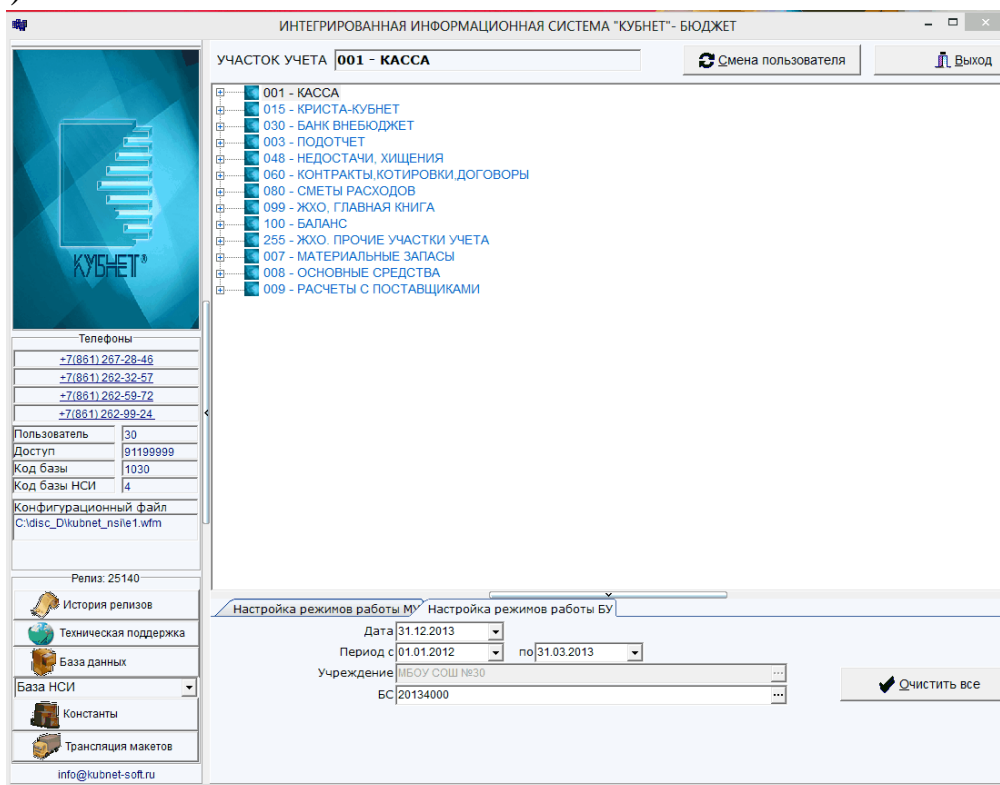 )
ИНТЕГРИРОВАННАЯ ИНФОРМАЦИОННАЯ СИСТЕМА "КУБНЕТ"- БЮДЖЕТ
УЧАСТОК УЧЕТА 001 - КАССА
Смена пользователя
Выход
001 - КАССА
015 - КРИСТА-КУБНЕТ
030 - БАНК ВНЕБЮДЖЕТ
003 - ПОДОТЧЕТ
048 - НЕДОСТАЧИ, ХИЩЕНИЯ
060 - КОНТРАКТЫ,КОТИРОВКИ,ДОГОВОРЫ
080 - СМЕТЫ РАСХОДОВ
099 - ЖХО, ГЛАВНАЯ КНИГА
100 - БАЛАНС
255 - ЖХО. ПРОЧИЕ УЧАСТКИ УЧЕТА
007 - МАТЕРИАЛЬНЫЕ ЗАПАСЫ
008 - ОСНОВНЫЕ СРЕДСТВА
009 - РАСЧЕТЫ С ПОСТАВЩИКАМИ
КУБНЕТ®
Телефоны
+7(861) 267-28-46
+7(861) 262-32-57
+7(861) 262-59-72
+7(861) 262-99-24
Пользователь 30
Доступ 91199999
Код базы 1030
Код базы НСИ 4
Конфигурационный файл
C:\disc_D\kubnet_nsi\e1.wfm
Релиз: 25140
История релизов
Техническая поддержка
База данных
База НСИ
Константы
Трансляция макетов
info@kubnet-soft.ru
Настройка режимов работы МУ Настройка режимов работы БУ
Дата 31.12.2013
Период с 01.01.2012 по 31.03.2013
Учреждение МБОУ СОШ №30 ...
БС 20134000 ...
Очистить все